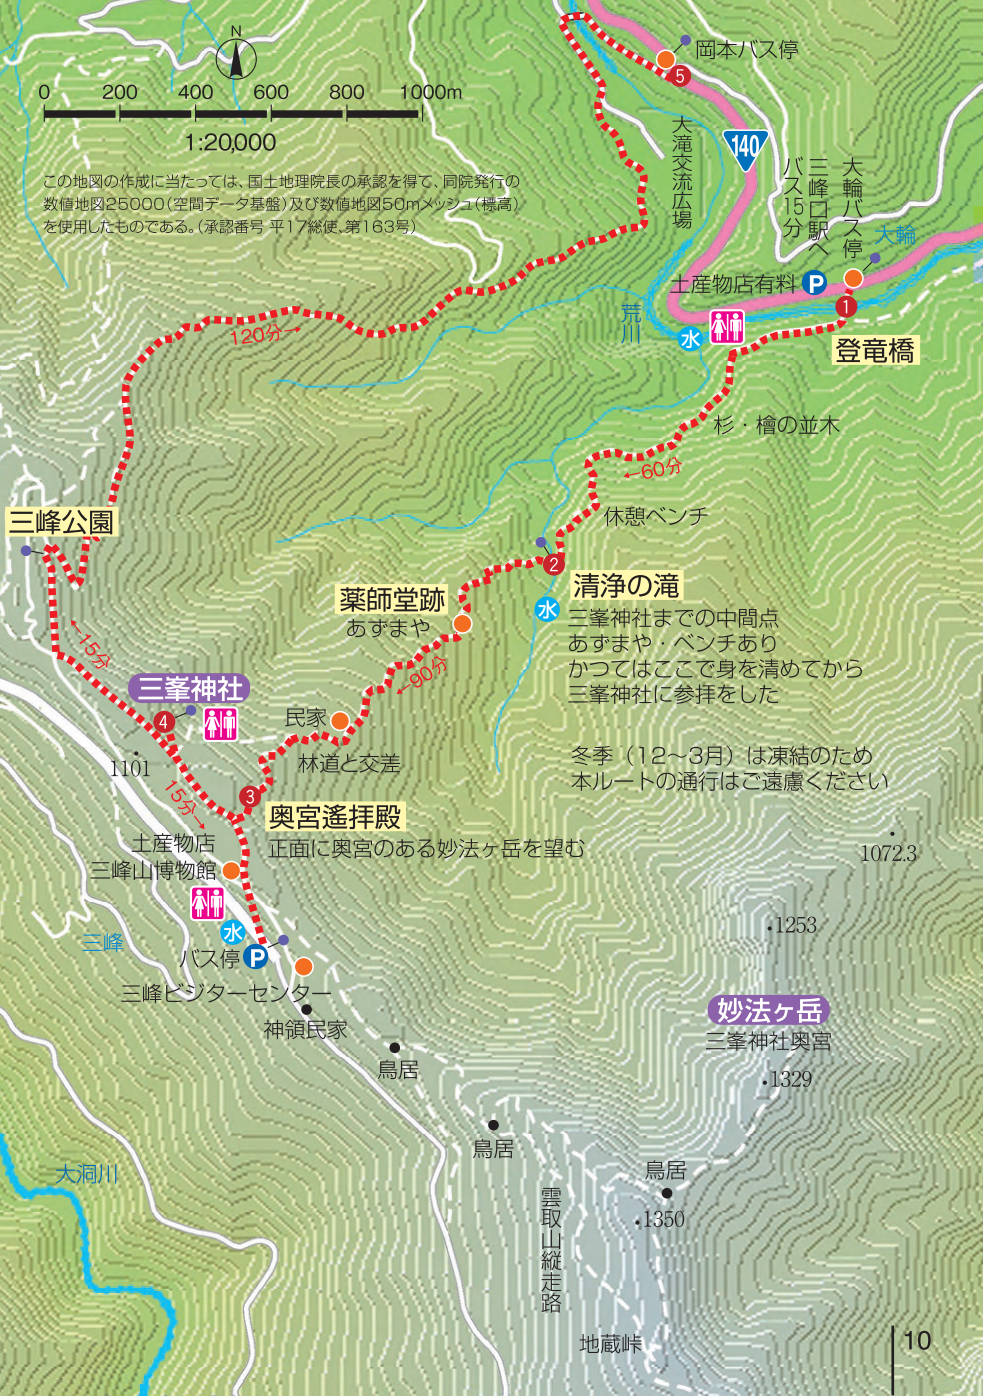 N
0 200 400 600 800 1000m
1:20,000
この地図の作成に当たっては、国土地理院長の承認を得て、同院発行の
数値地図25000(空間データ基盤)及び数値地図50mメッシュ(標高)
を使用したものである。(承認番号 平17総使、第163号)
岡本バス停
5
140
大滝交流広場
大輪バス停
三峰口駅へ
バス15分
大輪
土産物店有料
P
1
登竜橋
荒川
水
120分→
杉・檜の並木
←60分
休憩ベンチ
三峰公園
2
清浄の滝
水
三峯神社までの中間点
あずまや・ベンチあり
かつてはここで身を清めてから
三峯神社に参拝をした
薬師堂跡
あずまや
←90分
←15分
三峯神社
4
民家
林道と交差
冬季(12〜3月)は凍結のため
本ルートの通行はご遠慮ください
1101
15分→
3
奥宮遙拝殿
正面に奥宮のある妙法ヶ岳を望む
土産物店
三峰山博物館
1072.3
1253
三峰
水
バス停
P
三峰ビジターセンター
神領民家
妙法ヶ岳
三峯神社奥宮
1329
鳥居
鳥居
鳥居
1350
大洞川
雲取山縦走路
地蔵峠
10